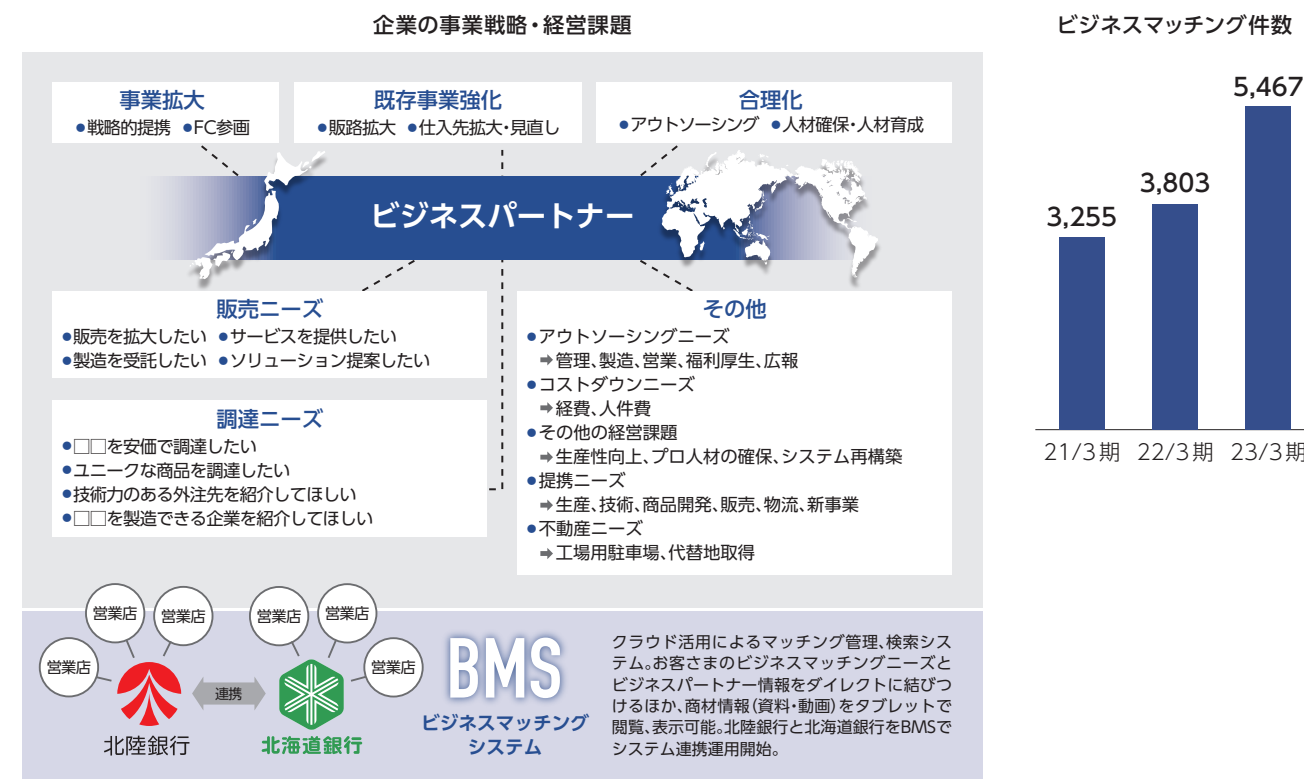 企業の事業戦略・経営課題
事業拡大
●戦略的提携 ●FC参画
既存事業強化
●販路拡大 ●仕入先拡大・見直し
合理化
●アウトソーシング ●人材確保・人材育成
ビジネスパートナー
販売ニーズ
●販売を拡大したい ●サービスを提供したい
●製造を受託したい ●ソリューション提案したい
調達ニーズ
●□□を安価で調達したい
●ユニークな商品を調達したい
●技術力のある外注先を紹介してほしい
●□□を製造できる企業を紹介してほしい
その他
●アウトソーシングニーズ
➡管理、製造、営業、福利厚生、広報
●コストダウンニーズ
➡経費、人件費
●その他の経営課題
➡生産性向上、プロ人材の確保、システム再構築
●提携ニーズ
➡生産、技術、商品開発、販売、物流、新事業
●不動産ニーズ
➡工場用駐車場、代替地取得
営業店
営業店
営業店
北陸銀行
連携
営業店
営業店
営業店
北海道銀行
BMS
ビジネスマッチング
システム
クラウド活用によるマッチング管理、検索シス
テム。お客さまのビジネスマッチングニーズと
ビジネスパートナー情報をダイレクトに結びつ
けるほか、商材情報（資料・動画）をタブレットで
閲覧、表示可能。北陸銀行と北海道銀行をBMSで
システム連携運用開始。
ビジネスマッチング件数
3,255
3,803
5,467
21/3期 22/3期 23/3期